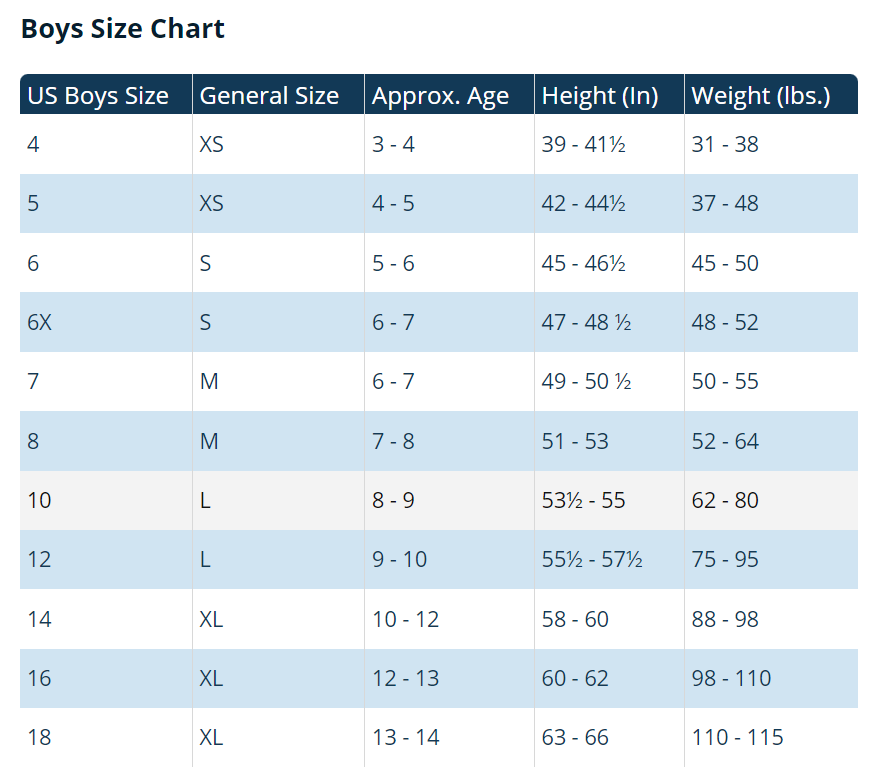 Boys Size Chart
US Boys Size General Size Approx. Age Height (In) Weight (lbs.)
4 XS 3 - 4 39 - 41½ 31 - 38
5 XS 4 - 5 42 - 44½ 37 - 48
6 S 5 - 6 45 - 46½ 45 - 50
6X S 6 - 7 47 - 48 ½ 48 - 52
7 M 6 - 7 49 - 50 ½ 50 - 55
8 M 7 - 8 51 - 53 52 - 64
10 L 8 - 9 53½ - 55 62 - 80
12 L 9 - 10 55½ - 57½ 75 - 95
14 XL 10 - 12 58 - 60 88 - 98
16 XL 12 - 13 60 - 62 98 - 110
18 XL 13 - 14 63 - 66 110 - 115